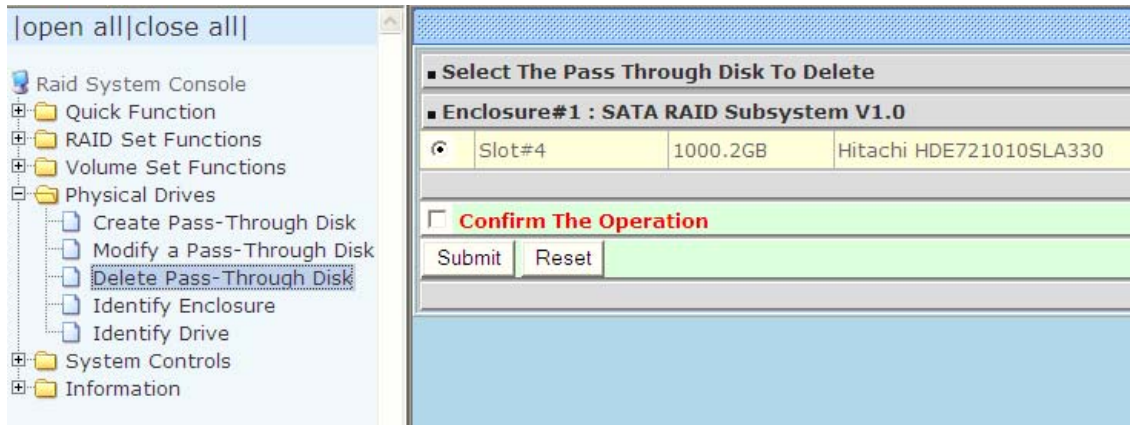 |open all|close all|
Raid System Console
Quick Function
RAID Set Functions
Volume Set Functions
Physical Drives
Create Pass-Through Disk
Modify a Pass-Through Disk
Delete Pass-Through Disk
Identify Enclosure
Identify Drive
System Controls
Information
Select The Pass Through Disk To Delete
Enclosure#1 : SATA RAID Subsystem V1.0
Slot#4 1000.2GB Hitachi HDE721010SLA330
Confirm The Operation
Submit Reset